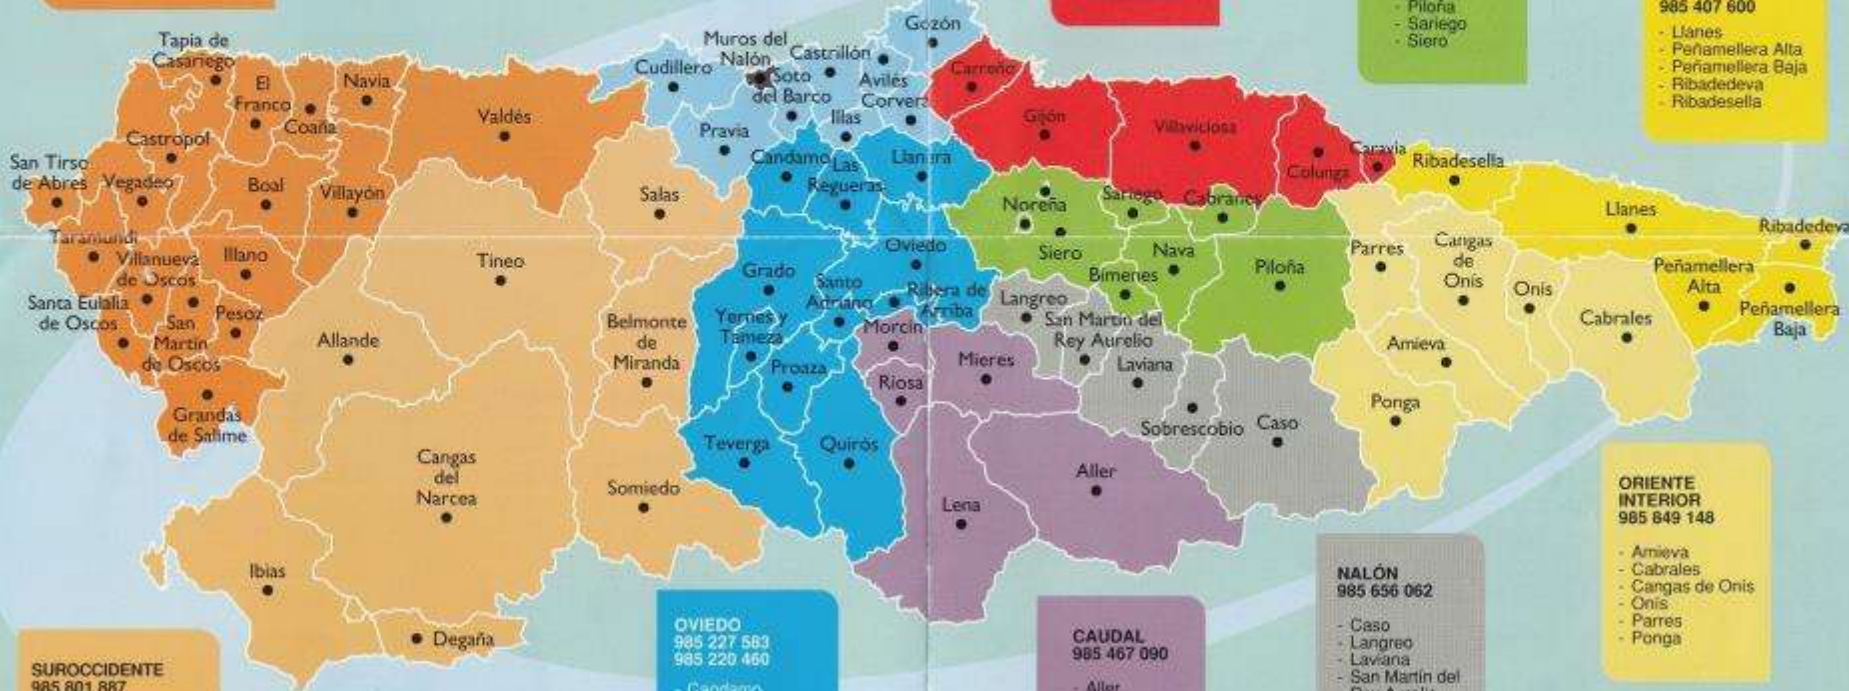 - Piloña
- Sariego
- Siero
985 407 600
- Llanes
- Peñamellera Alta
- Peñamellera Baja
- Ribadedeva
- Ribadesella
Tapia de
Casariego
El
Franco
Coaña
Navia
Valdés
Castropol
San Tirso
de Abres
Vegadeo
Boal
Villayón
Taramundi
Villanueva
de Oscos
Illano
Santa Eulalia
de Oscos
San
Martín
de Oscos
Pesoz
Grandas
de Salime
Cudillero
Muros del
Nalón
Soto
del Barco
Castrillón
Gozón
Avilés
Corvera
Illas
Pravia
Carreño
Gijón
Villaviciosa
Colunga
Caravia
Candamo
Las
Regueras
Llanera
Salas
Tineo
Allande
Belmonte
de
Miranda
Cangas
del
Narcea
Somiedo
Ibias
Degaña
Grado
Santo
Adriano
Oviedo
Ribera de
Arriba
Yernes y
Tameza
Proaza
Teverga
Quirós
Noreña
Siero
Sariego
Cabranes
Nava
Bimenes
Piloña
Langreo
San Martín del
Rey Aurelio
Laviana
Sobrescobio
Caso
Morcín
Riosa
Mieres
Lena
Aller
Ribadesella
Llanes
Ribadedeva
Peñamellera
Alta
Peñamellera
Baja
Parres
Cangas
de
Onís
Onís
Cabrales
Amieva
Ponga
SUROCCIDENTE
985 801 887
OVIEDO
985 227 583
985 220 460
- Candamo
CAUDAL
985 467 090
- Aller
NALÓN
985 656 062
- Caso
- Langreo
- Laviana
- San Martín del
Rey Aurelio
ORIENTE
INTERIOR
985 849 148
- Amieva
- Cabrales
- Cangas de Onís
- Onís
- Parres
- Ponga